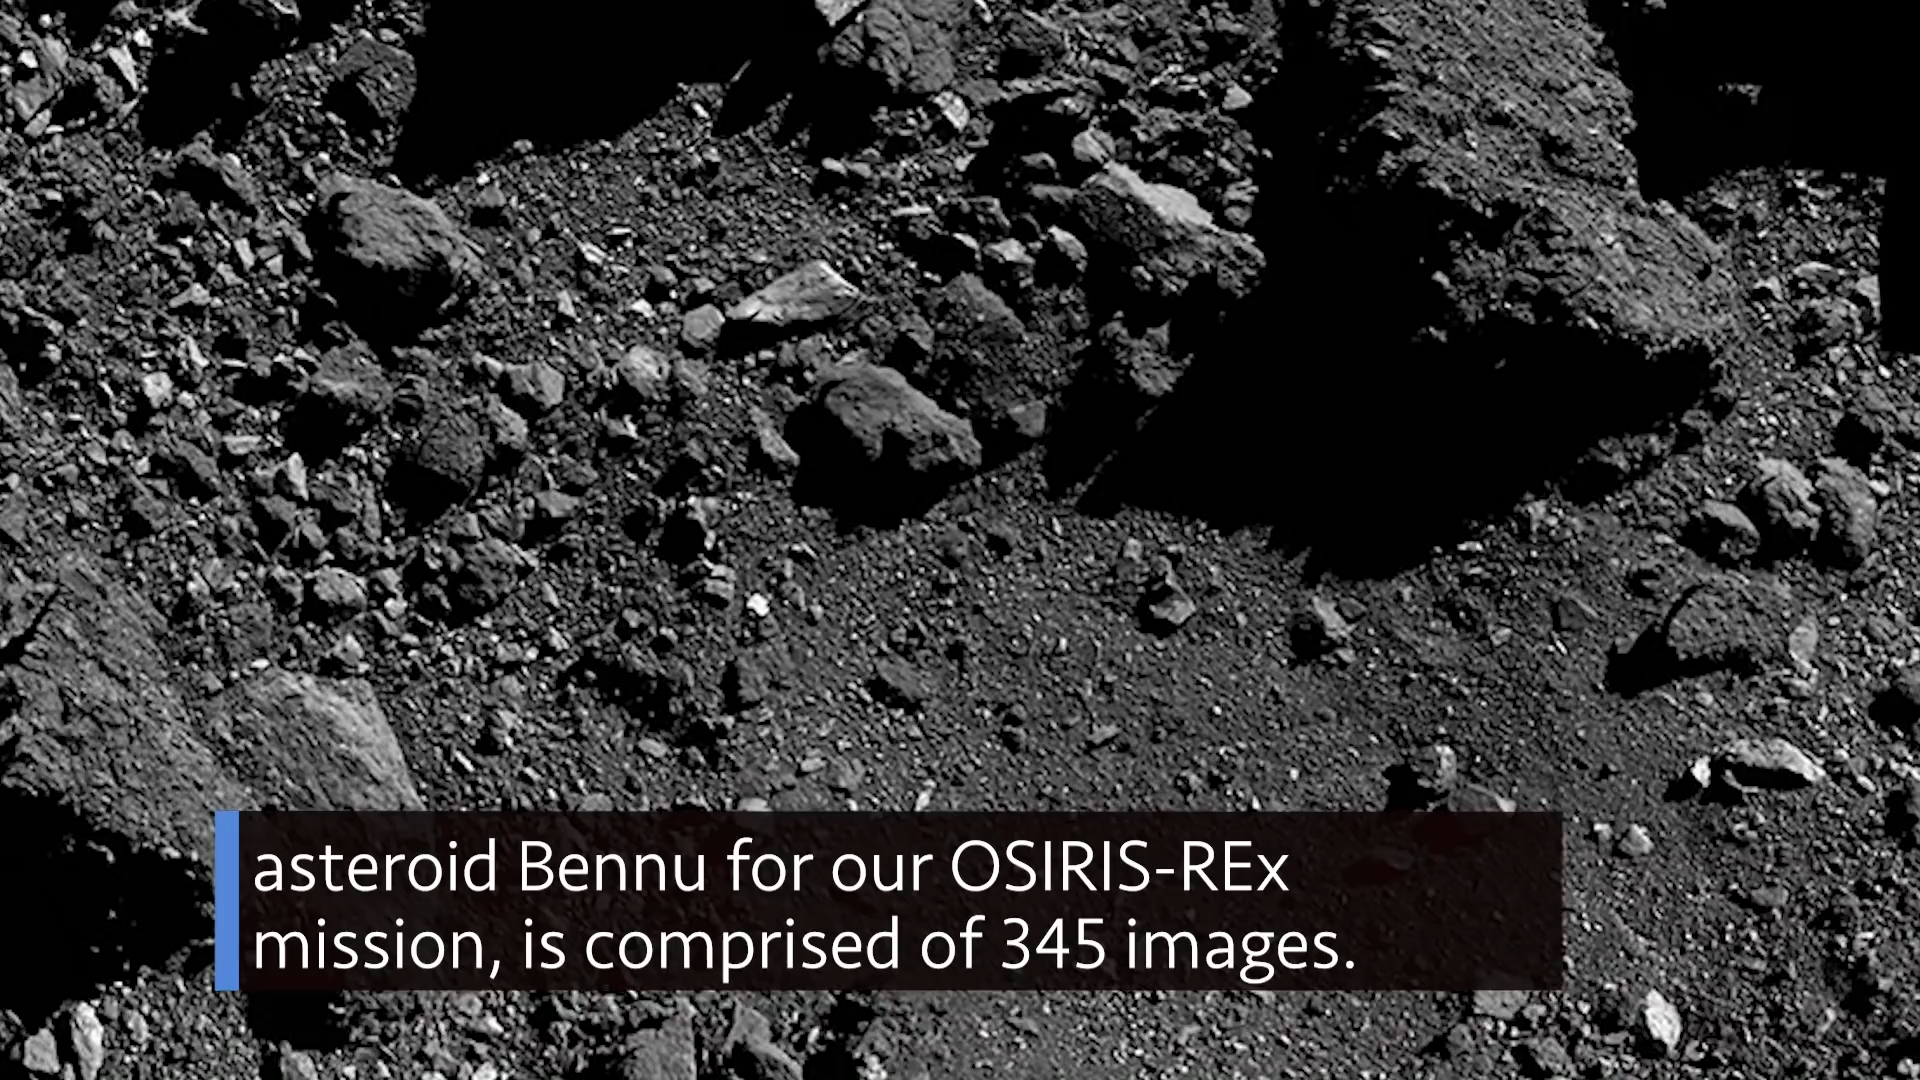 asteroid Bennu for our OSIRIS-REx
mission, is comprised of 345 images.